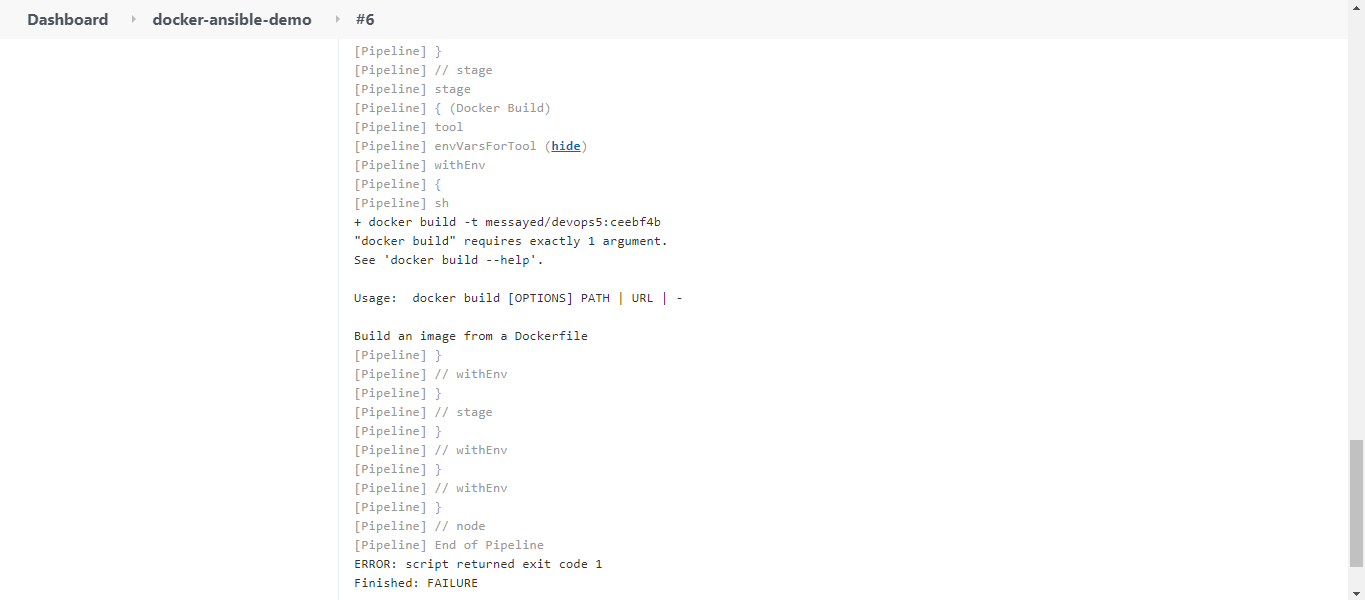 Dashboard docker-ansible-demo #6
[Pipeline] }
[Pipeline] // stage
[Pipeline] stage
[Pipeline] { (Docker Build)
[Pipeline] tool
[Pipeline] envVarsForTool (hide)
[Pipeline] withEnv
[Pipeline] {
[Pipeline] sh
+ docker build -t messayed/devops5:ceebf4b
"docker build" requires exactly 1 argument.
See 'docker build --help'.
Usage:  docker build [OPTIONS] PATH | URL | -
Build an image from a Dockerfile
[Pipeline] }
[Pipeline] // withEnv
[Pipeline] }
[Pipeline] // stage
[Pipeline] }
[Pipeline] // withEnv
[Pipeline] }
[Pipeline] // withEnv
[Pipeline] }
[Pipeline] // node
[Pipeline] End of Pipeline
ERROR: script returned exit code 1
Finished: FAILURE